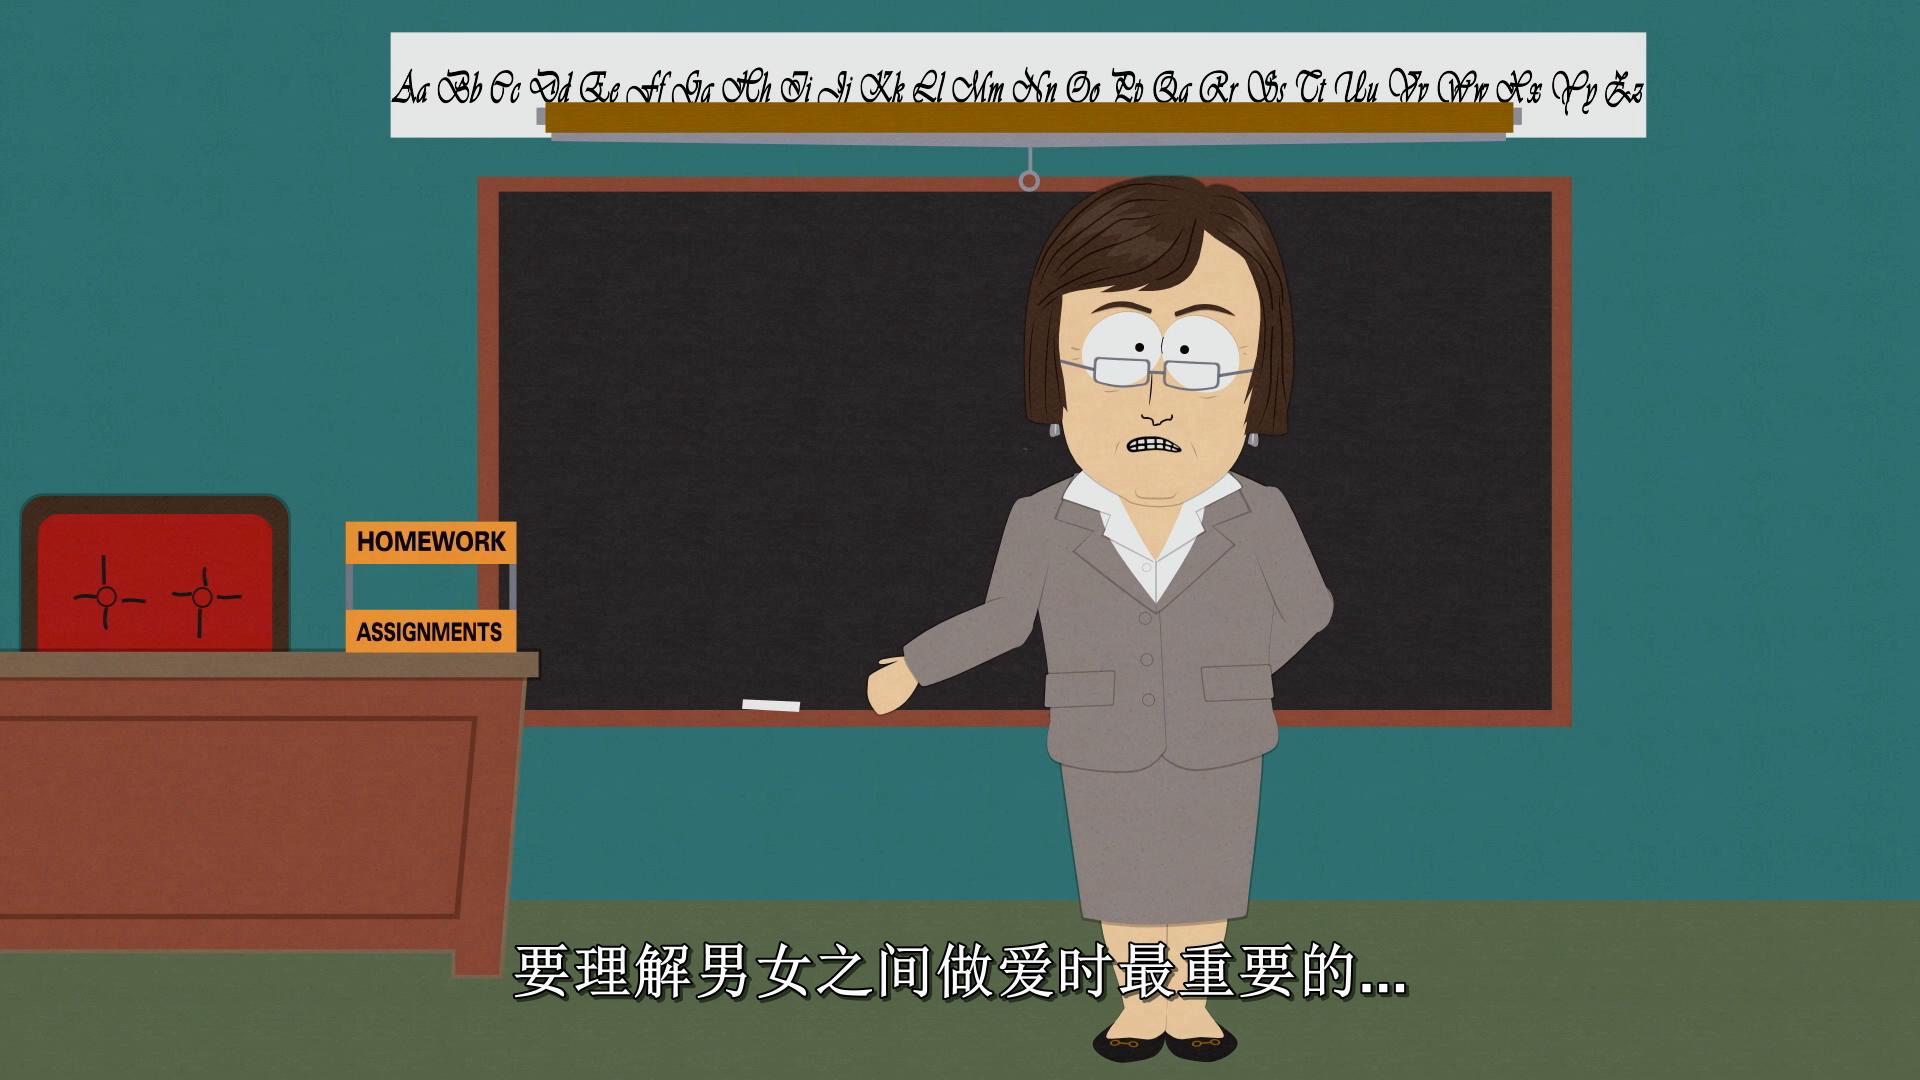 Aa Bb Cc Dd Ee Ff Gg Hh Ii Jj Kk Ll Mm Nn Oo Pp Qq Rr Ss Tt Uu Vv Ww Xx Yy Zz
HOMEWORK
ASSIGNMENTS
要理解男女之间做爱时最重要的...